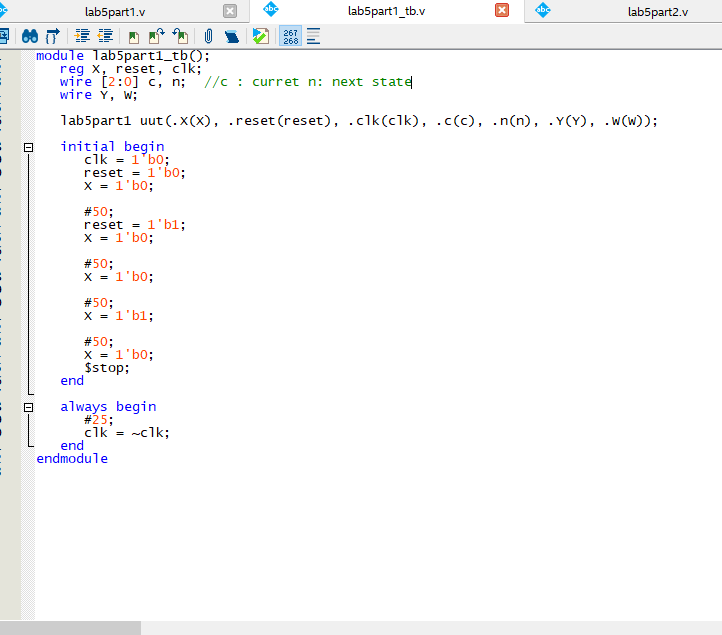 lab5part1.v lab5part1_tb.v lab5part2.v
267
268
module lab5part1_tb();
reg X, reset, clk;
wire [2:0] c, n; //c : curret n: next state
wire Y, W;
lab5part1 uut(.X(X), .reset(reset), .clk(clk), .c(c), .n(n), .Y(Y), .W(W));
initial begin
clk = 1'b0;
reset = 1'b0;
X = 1'b0;
#50;
reset = 1'b1;
X = 1'b0;
#50;
X = 1'b0;
#50;
X = 1'b1;
#50;
X = 1'b0;
$stop;
end
always begin
#25;
clk = ~clk;
end
endmodule